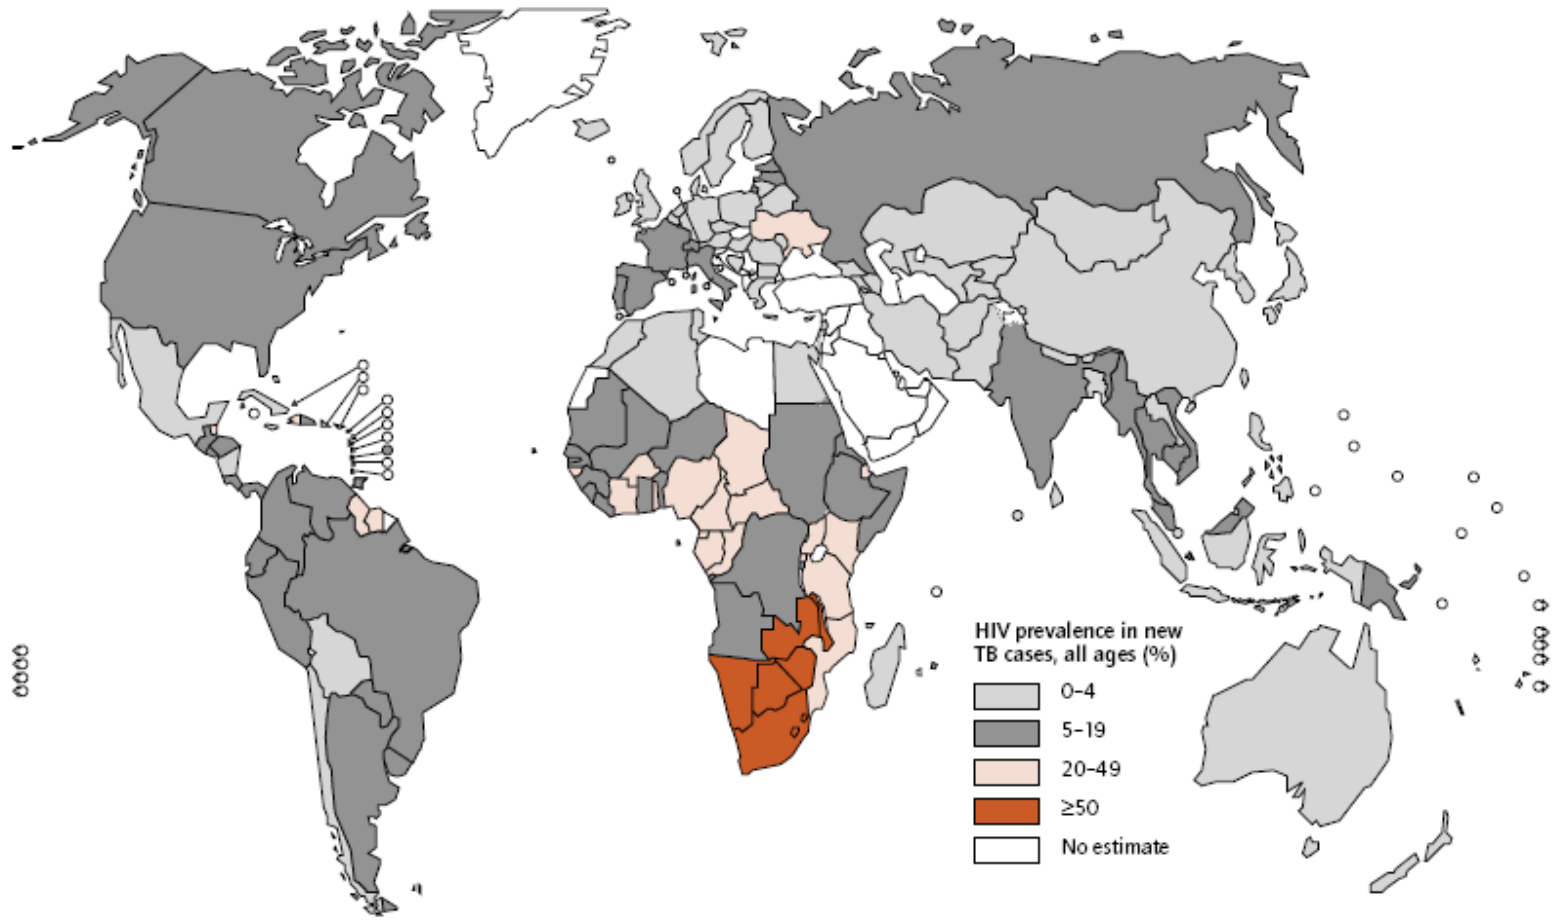 HIV prevalence in new
TB cases, all ages (%)
0–4
5–19
20–49
≥50
No estimate